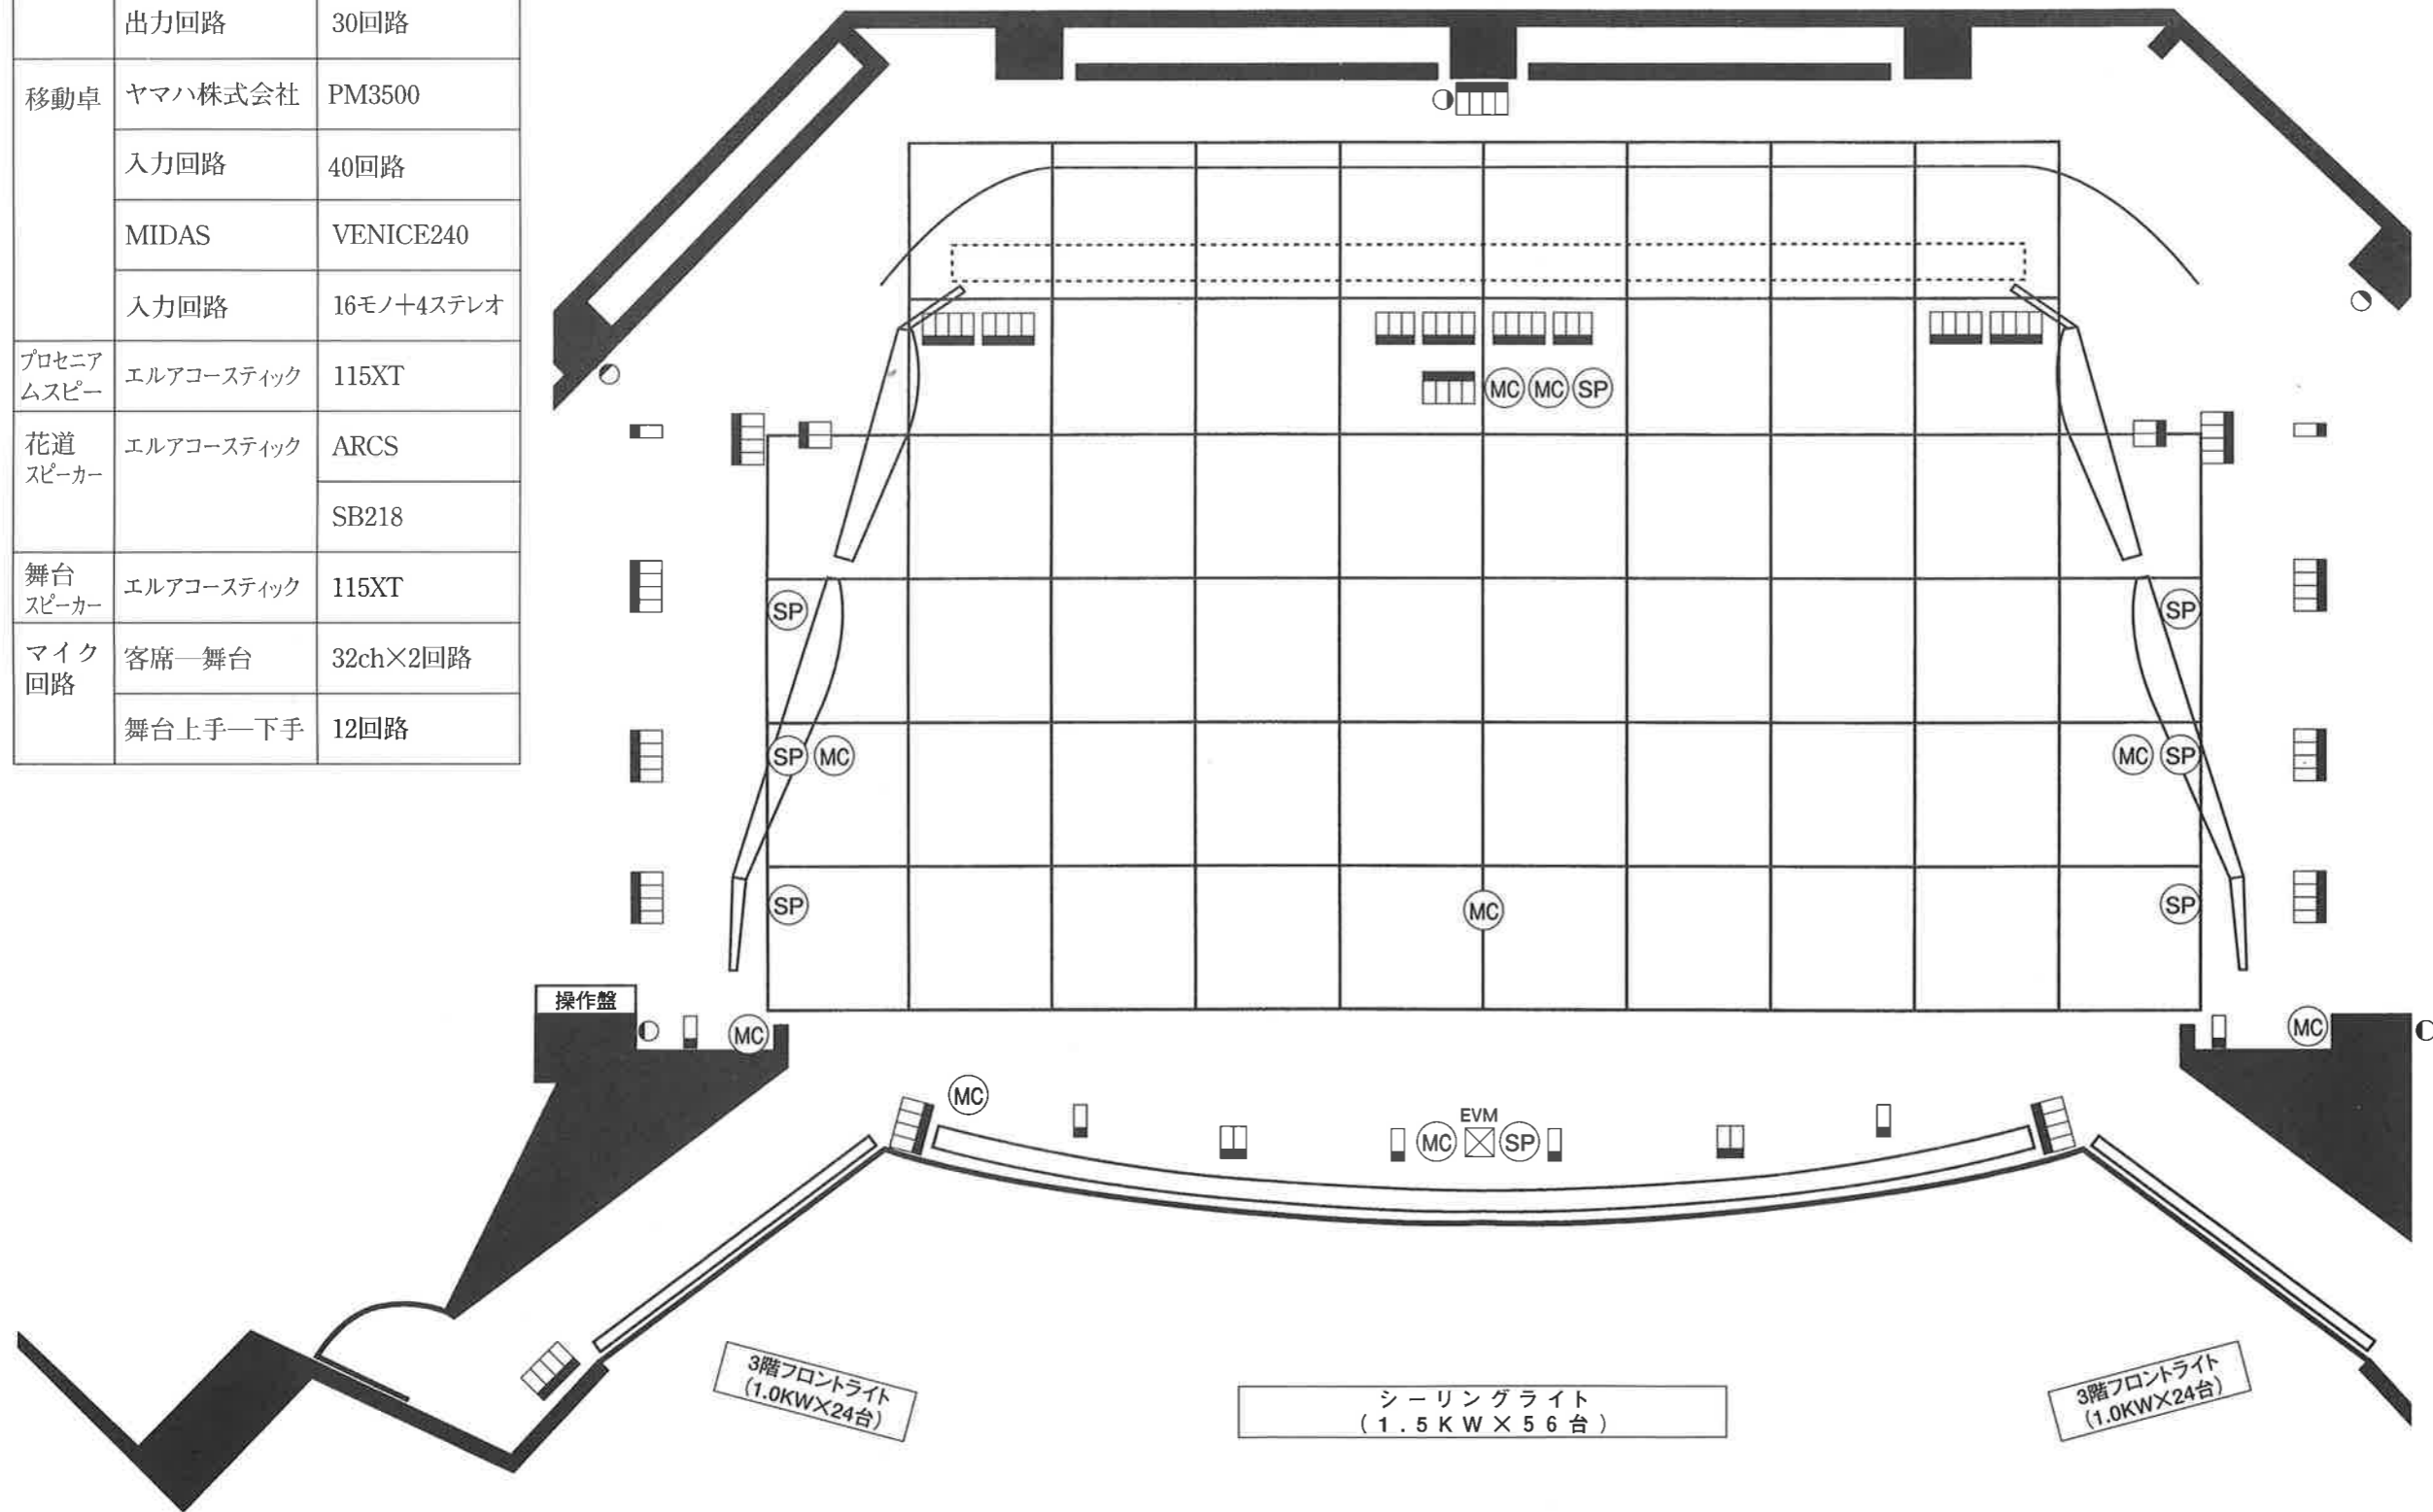 出力回路 30回路
移動卓 ヤマハ株式会社 PM3500
入力回路 40回路
MIDAS VENICE240
入力回路 16モノ＋4ステレオ
プロセニア
ムスピー
エルアコースティック 115XT
花道
スピーカー
エルアコースティック ARCS
SB218
舞台
スピーカー
エルアコースティック 115XT
マイク
回路
客席―舞台 32ch×2回路
舞台上手―下手 12回路
MC MC SP
SP
SP
SP MC
MC SP
SP
MC
SP
操作盤
MC
MC
C
MC
EVM
MC SP
3階フロントライト
(1.0KW×24台)
シーリングライト
(1.5KW×56台)
3階フロントライト
(1.0KW×24台)